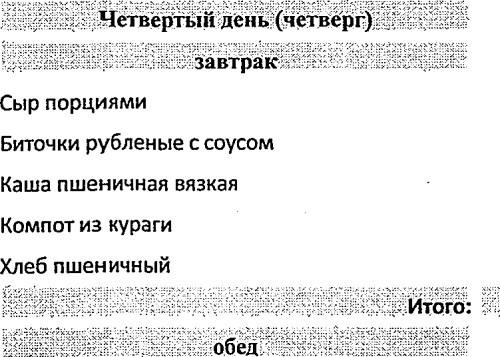 Четвертый день (четверг)
завтрак
Сыр порциями
Биточки рубленые с соусом
Каша пшеничная вязкая
Компот из кураги
Хлеб пшеничный
Итого:
обед